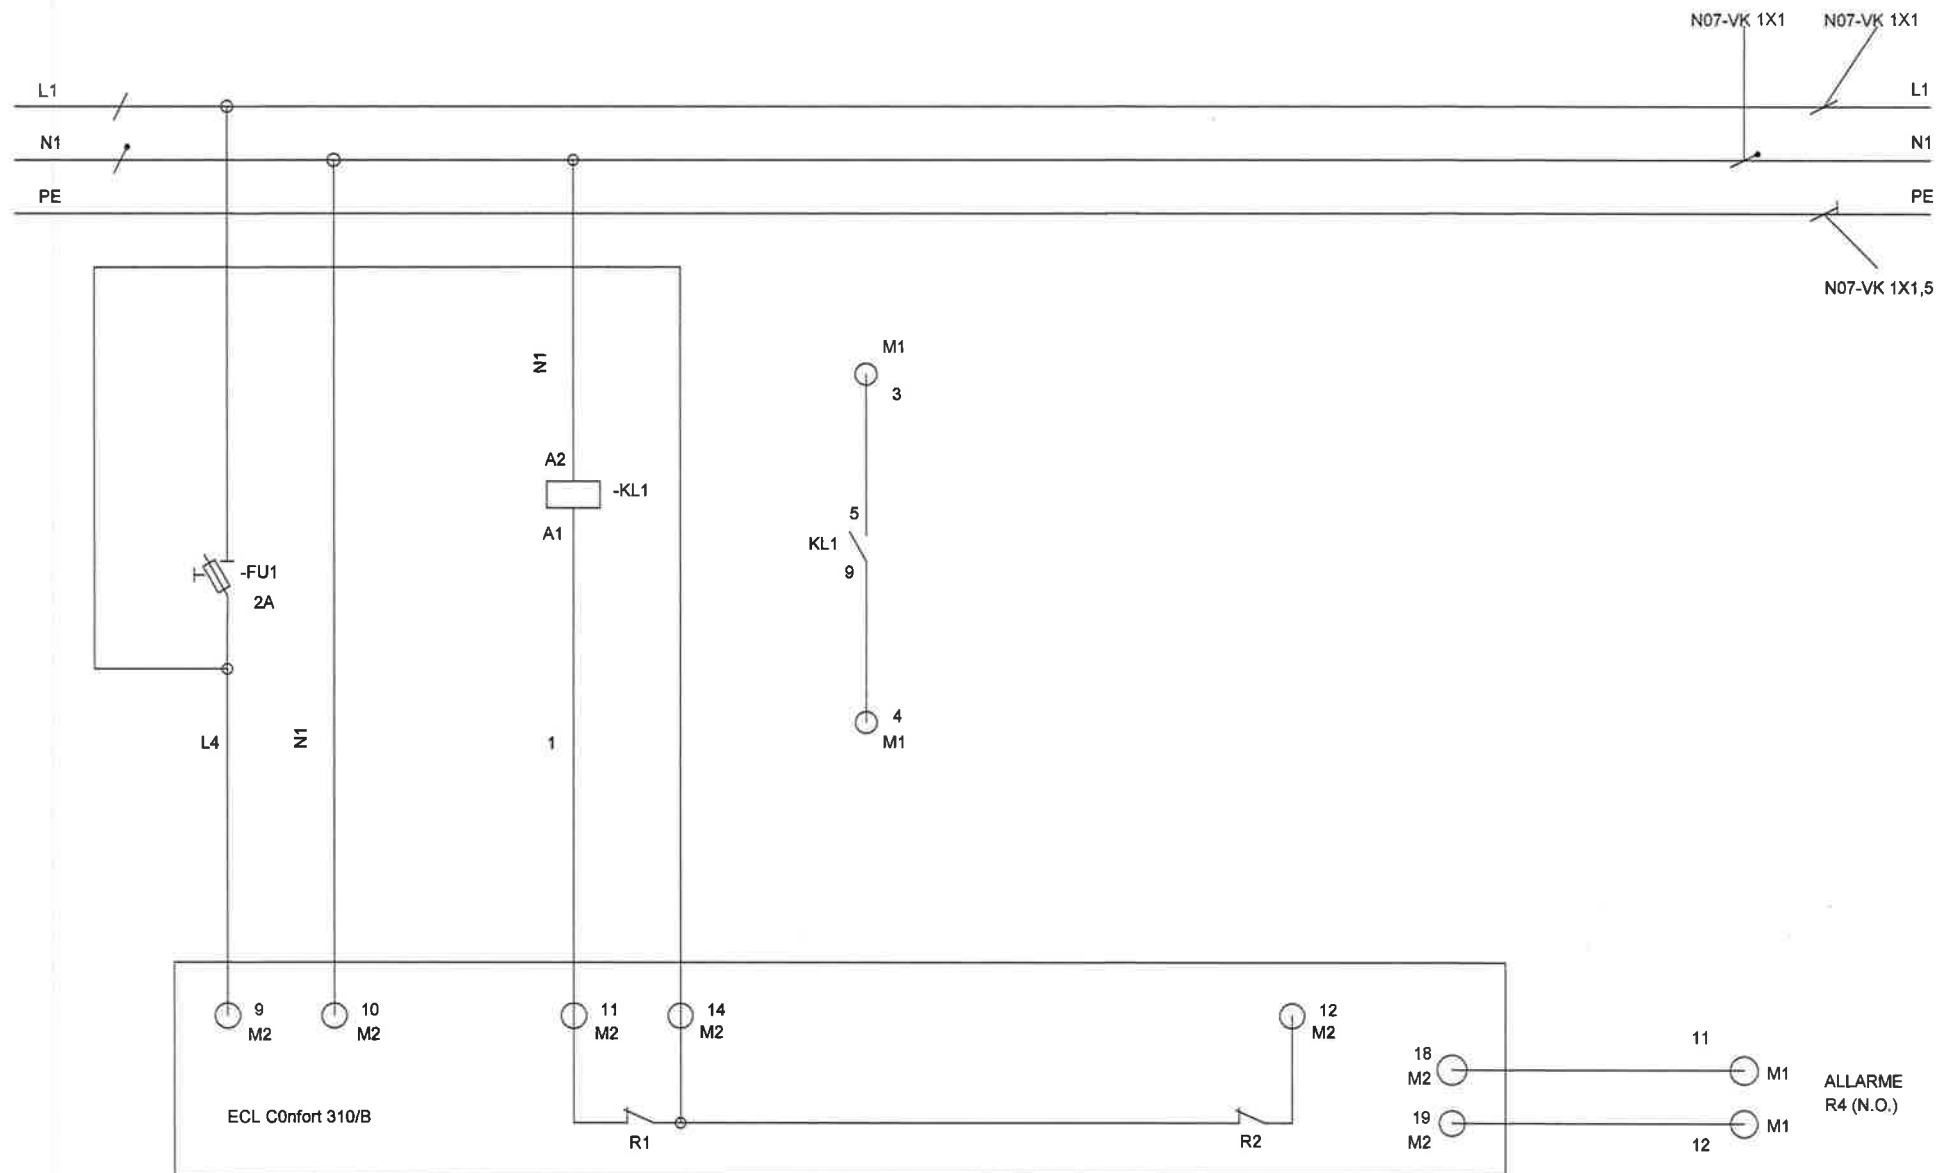 N07-VK 1X1
N07-VK 1X1
L1
L1
N1
N1
PE
PE
N07-VK 1X1,5
M1
3
N1
A2
-KL1
A1
5
KL1
9
-FU1
2A
4
M1
L4
N1
1
9
M2
10
M2
11
M2
14
M2
12
M2
18
M2
11
M1
ALLARME
R4 (N.O.)
19
M2
12
M1
ECL C0nfort 310/B
R1
R2